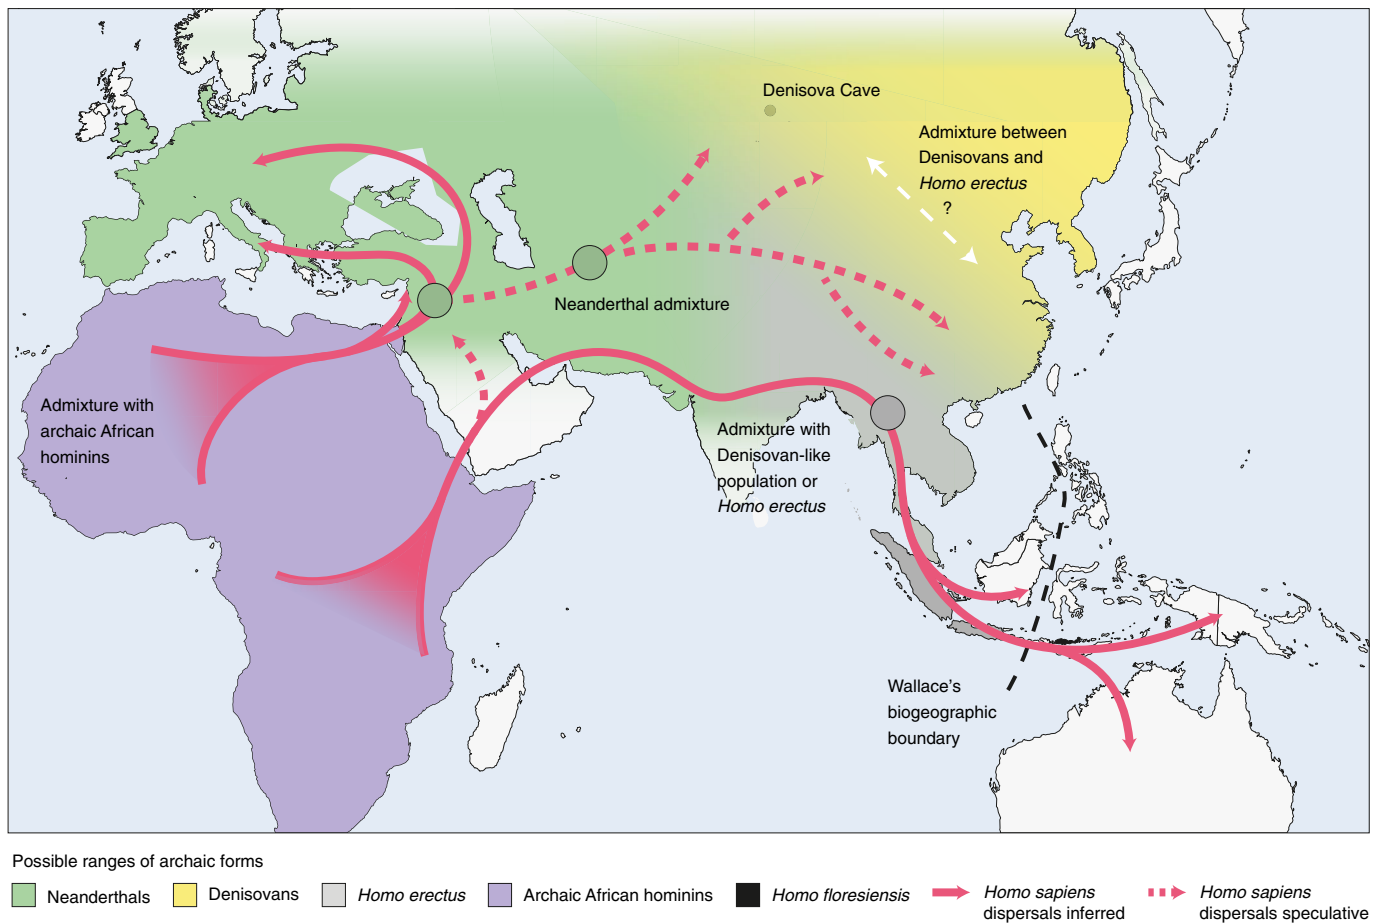 Denisova Cave
Admixture between
Denisovans and
Homo erectus
?
Neanderthal admixture
Admixture with
archaic African
hominins
Admixture with
Denisovan-like
population or
Homo erectus
Wallace’s
biogeographic
boundary
Possible ranges of archaic forms
Neanderthals
Denisovans
Homo erectus
Archaic African hominins
Homo floresiensis
Homo sapiens
dispersals inferred
Homo sapiens
dispersals speculative